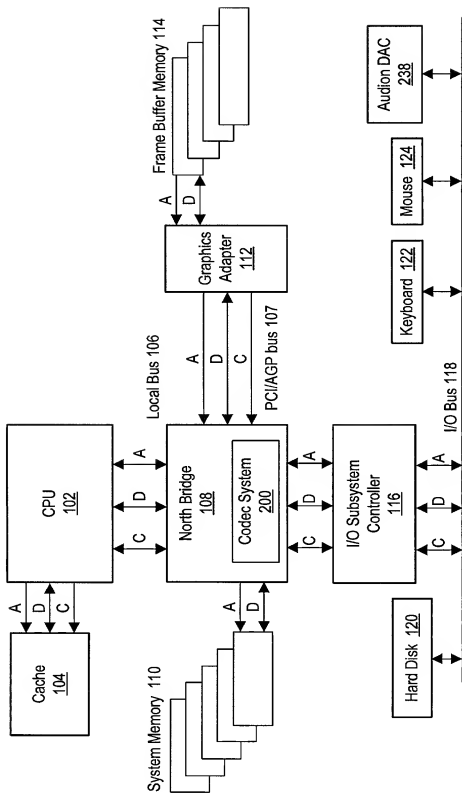 Cache
104
A
D
C
CPU
102
C
D
A
Local Bus 106
System Memory 110
A
D
North Bridge
108
Codec System
200
A
D
C
PCI/AGP bus 107
Graphics
Adapter
112
A
D
Frame Buffer Memory 114
C
D
A
I/O Subsystem
Controller
116
C
D
A
I/O Bus 118
Hard Disk 120
Keyboard 122
Mouse 124
Audion DAC
238